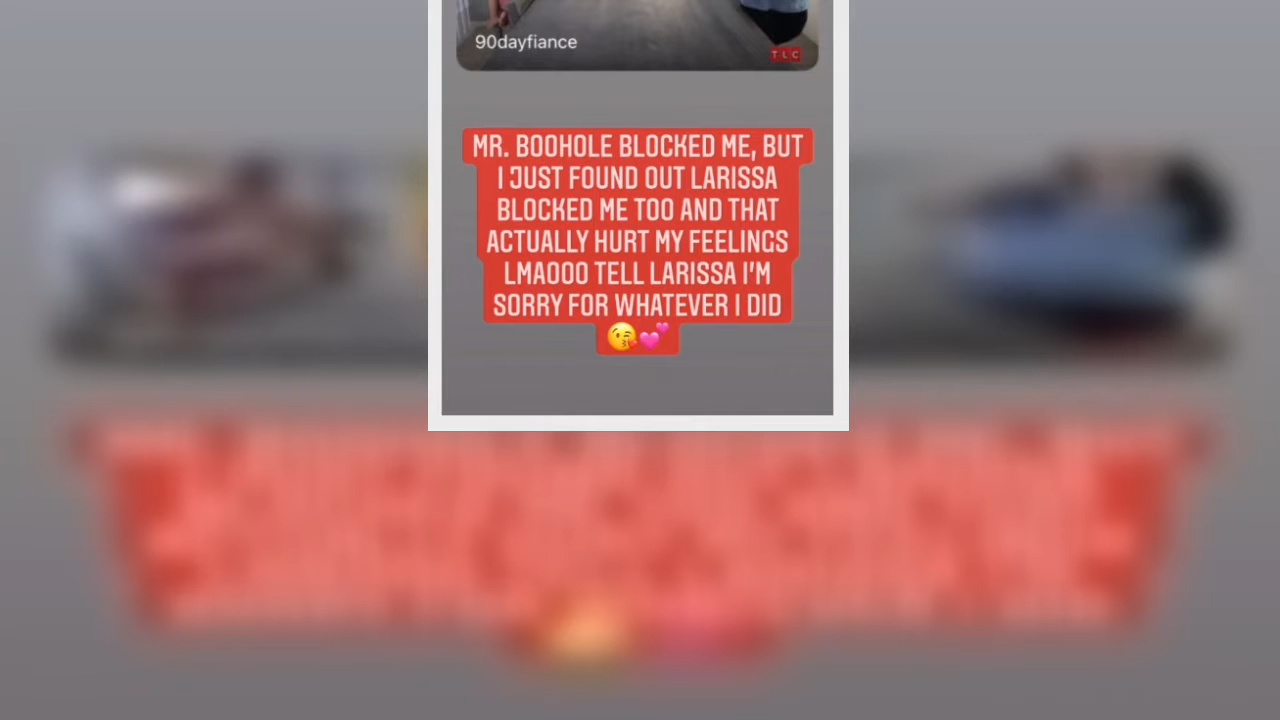 90dayfiance
TLC
MR. BOOHOLE BLOCKED ME, BUT
I JUST FOUND OUT LARISSA
BLOCKED ME TOO AND THAT
ACTUALLY HURT MY FEELINGS
LMAOOO TELL LARISSA I'M
SORRY FOR WHATEVER I DID
😘💕